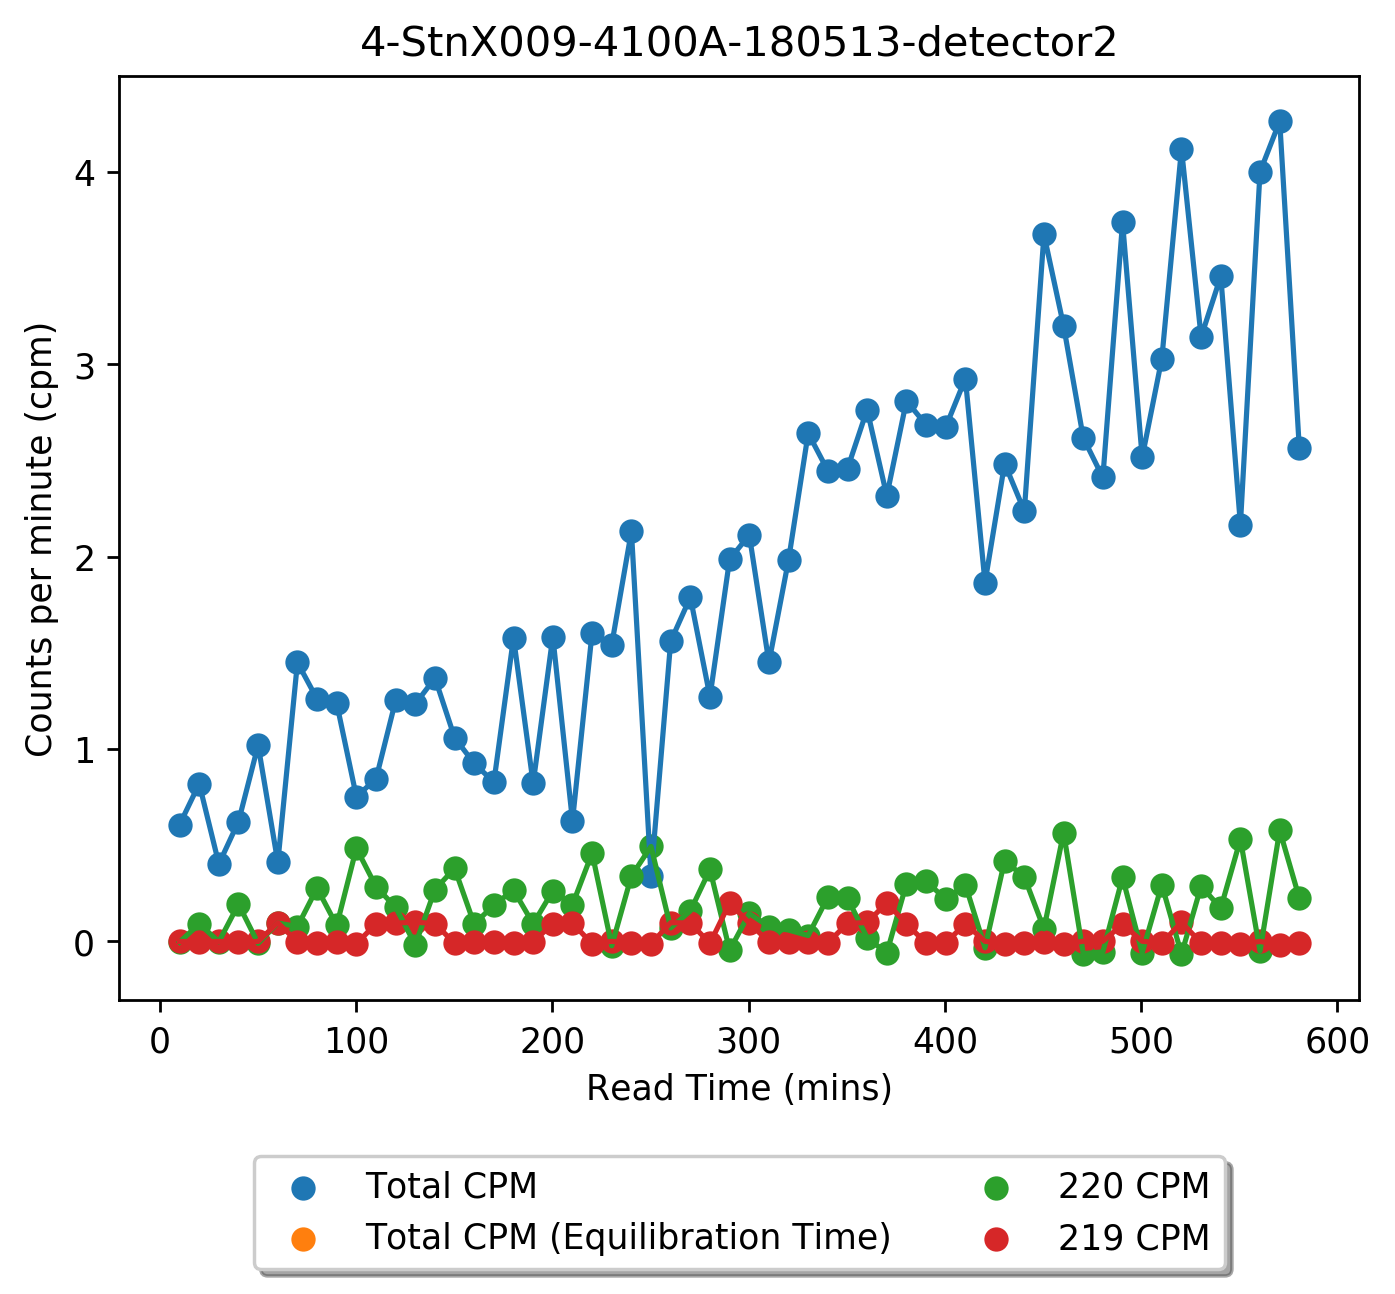 4-StnX009-4100A-180513-detector2
Counts per minute (cpm)
4
3
2
1
0
0 100 200 300 400 500 600
Read Time (mins)
Total CPM
Total CPM (Equilibration Time)
220 CPM
219 CPM